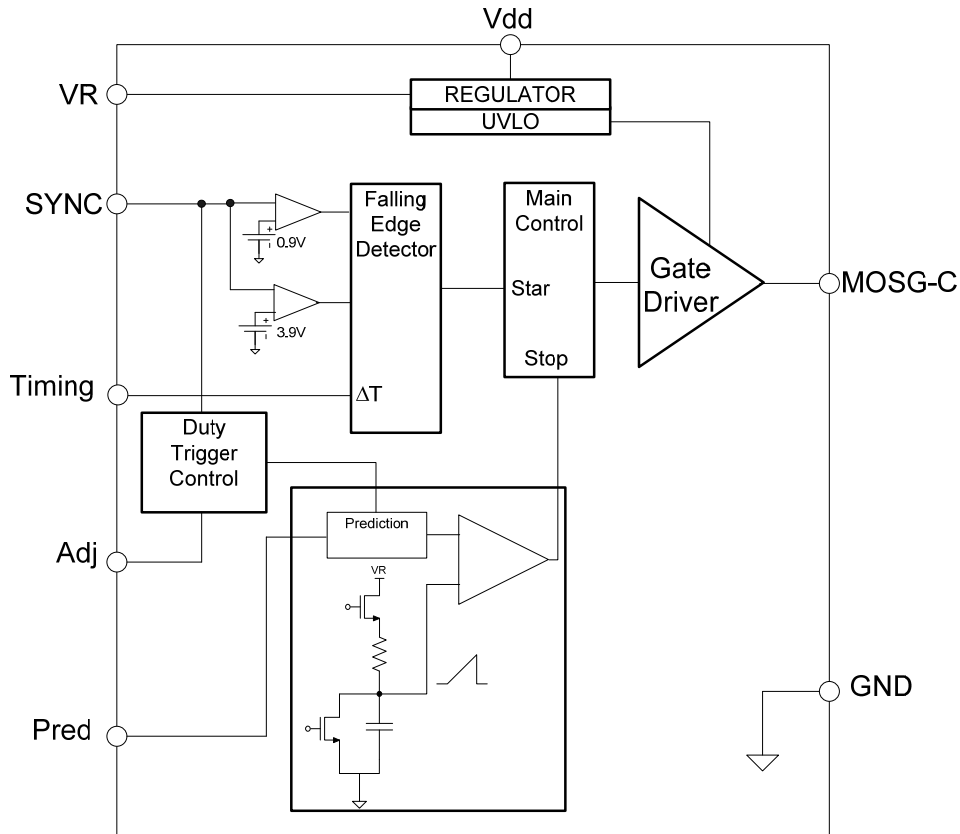 Vdd
VR
REGULATOR
UVLO
SYNC
0.9V
3.9V
Falling
Edge
Detector
ΔT
Main
Control
Star
Stop
Gate
Driver
MOSG-C
Timing
Duty
Trigger
Control
Adj
Prediction
VR
Pred
GND